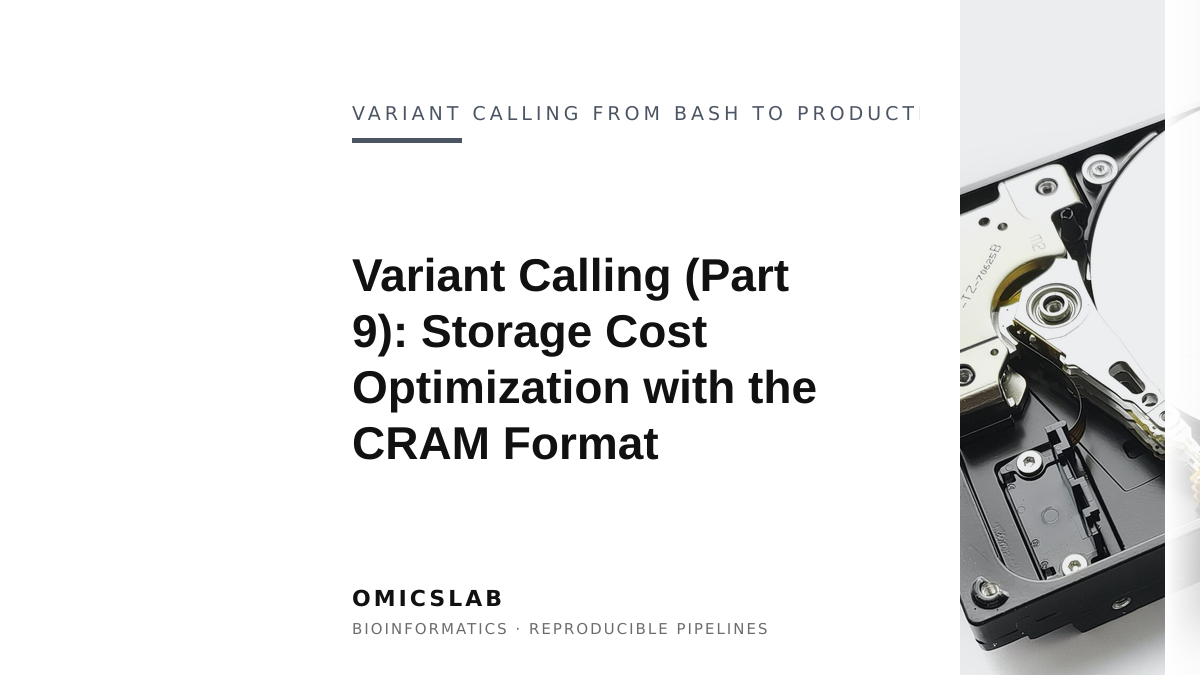 VARIANT CALLING FROM BASH TO PRODUCT
Variant Calling (Part
9): Storage Cost
Optimization with the
CRAM Format
OMICSLAB
BIOINFORMATICS · REPRODUCIBLE PIPELINES